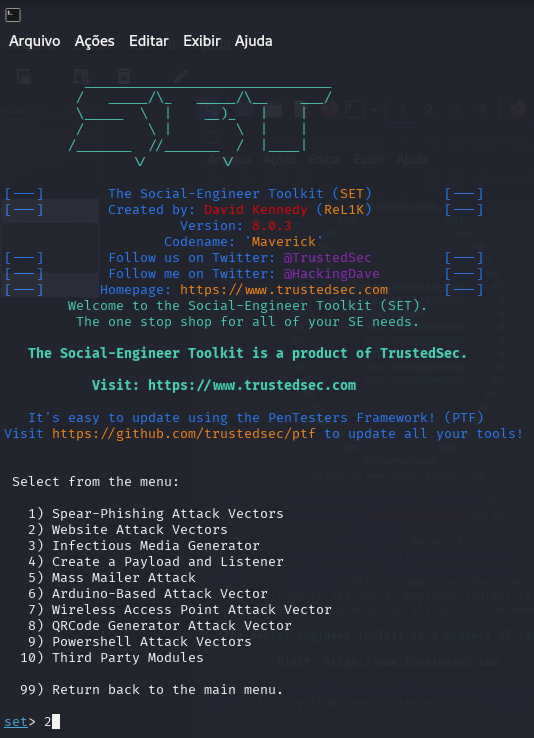 Arquivo Ações Editar Exibir Ajuda
[---] The Social-Engineer Toolkit (SET) [---]
[---] Created by: David Kennedy (ReL1K) [---]
Version: 8.0.3
Codename: 'Maverick'
[---] Follow us on Twitter: @TrustedSec [---]
[---] Follow me on Twitter: @HackingDave [---]
[---] Homepage: https://www.trustedsec.com [---]
Welcome to the Social-Engineer Toolkit (SET).
The one stop shop for all of your SE needs.
The Social-Engineer Toolkit is a product of TrustedSec.
Visit: https://www.trustedsec.com
It's easy to update using the PenTesters Framework! (PTF)
Visit https://github.com/trustedsec/ptf to update all your tools!
Select from the menu:
1) Spear-Phishing Attack Vectors
2) Website Attack Vectors
3) Infectious Media Generator
4) Create a Payload and Listener
5) Mass Mailer Attack
6) Arduino-Based Attack Vector
7) Wireless Access Point Attack Vector
8) QRCode Generator Attack Vector
9) Powershell Attack Vectors
10) Third Party Modules
99) Return back to the main menu.
set> 2